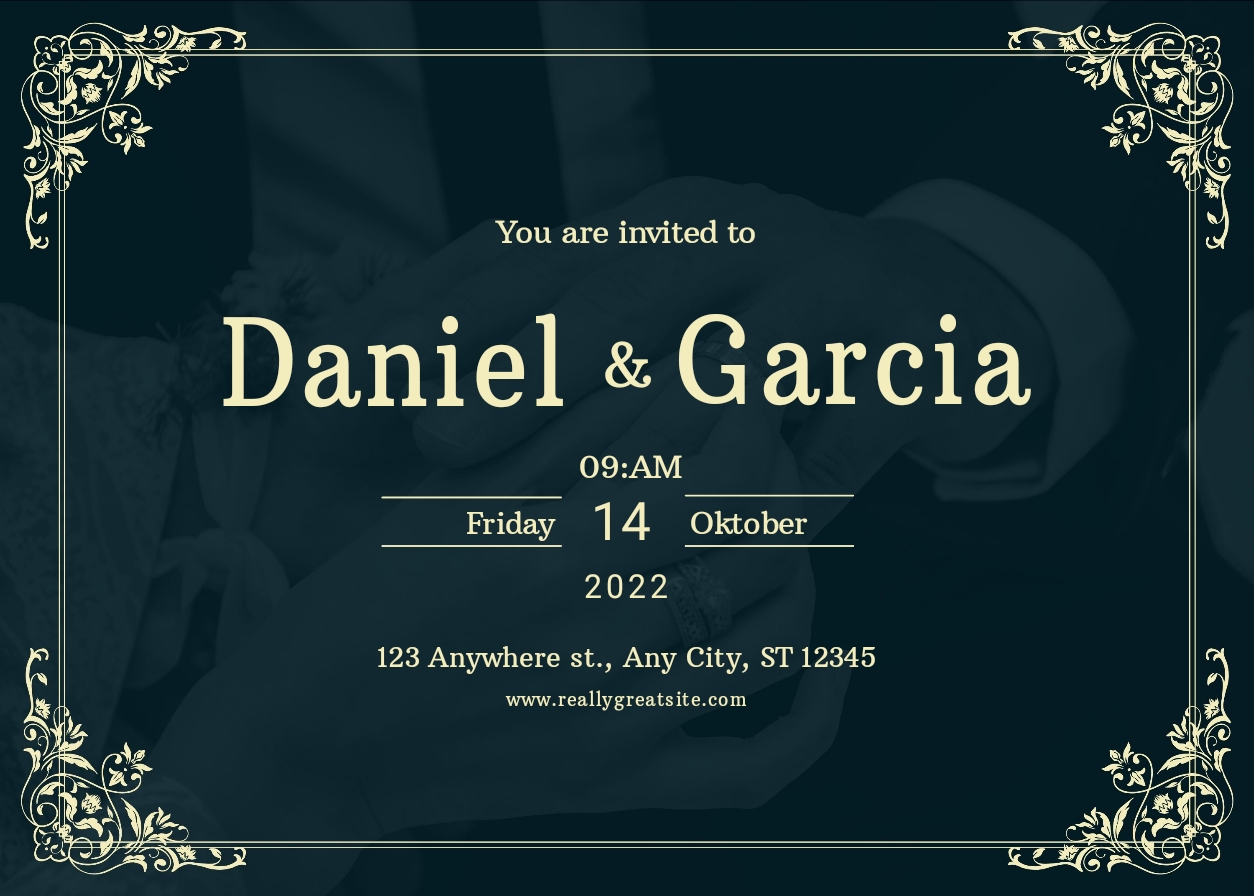 You are invited to
Daniel & Garcia
09:AM
Friday 14 Oktober
2022
123 Anywhere st., Any City, ST 12345
www.reallygreatsite.com